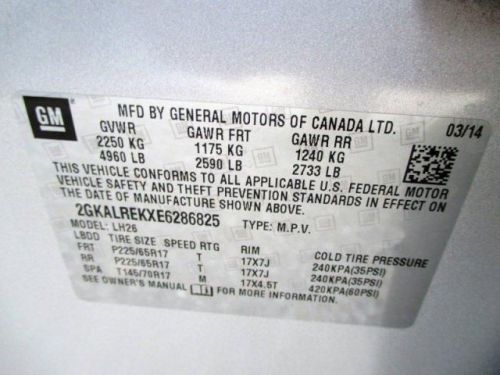 GM
MFD BY GENERAL MOTORS OF CANADA LTD. 03/14
GVWR GAWR FRT GAWR RR
2250 KG 1175 KG 1240 KG
4960 LB 2590 LB 2733 LB
THIS VEHICLE CONFORMS TO ALL APPLICABLE U.S. FEDERAL MOTOR
VEHICLE SAFETY AND THEFT PREVENTION STANDARDS IN EFFECT ON
THE DATE OF MANUFACTURE SHOWN ABOVE.
2GKALREKXE6286825 TYPE: M.P.V.
MODEL: LH26
LBDD TIRE SIZE SPEED RTG RIM COLD TIRE PRESSURE
FRT P225/65R17 T 17X7J 240KPA(35PSI)
RR P225/65R17 T 17X7J 240KPA(35PSI)
SPA T145/70R17 M 17X4.5T 420KPA(60PSI)
SEE OWNER'S MANUAL FOR MORE INFORMATION.